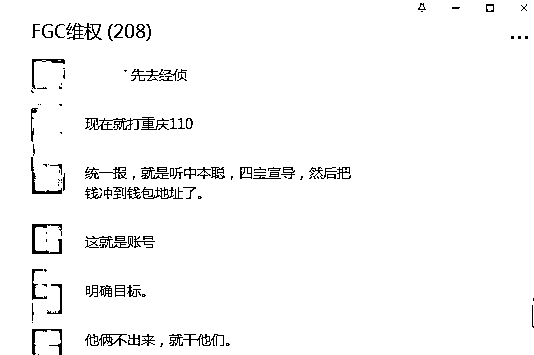 FGC维权 (208)
先去经侦
现在就打重庆110
统一报，就是听中本聪，四宝宣导，然后把
钱冲到钱包地址了。
这就是账号
明确目标。
他俩不出来，就干他们。